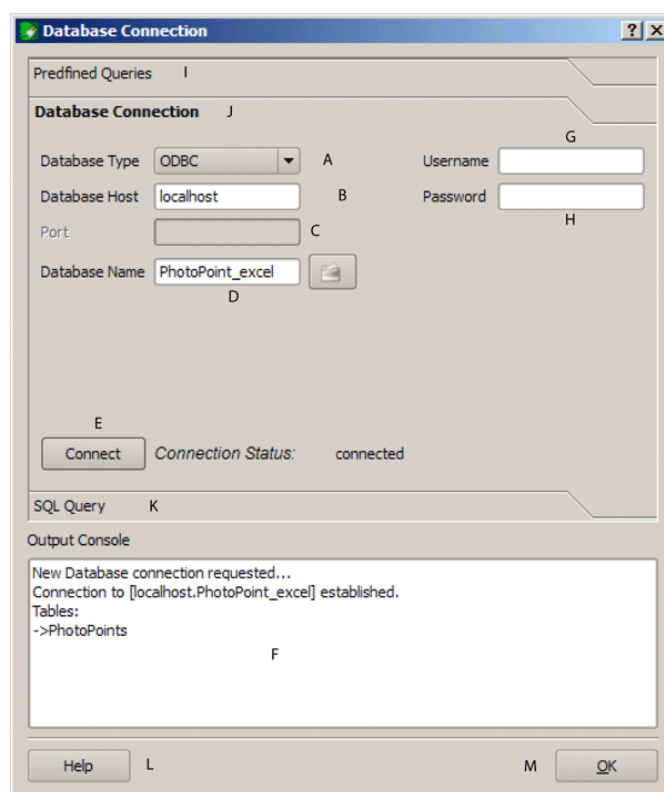 Database Connection
Predfined Queries I
Database Connection J
G
Database Type ODBC A Username
Database Host localhost B Password
Port C H
Database Name PhotoPoint_excel
D
E
Connect Connection Status: connected
SQL Query K
Output Console
New Database connection requested...
Connection to [localhost.PhotoPoint_excel] established.
Tables:
->PhotoPoints
F
Help L M OK